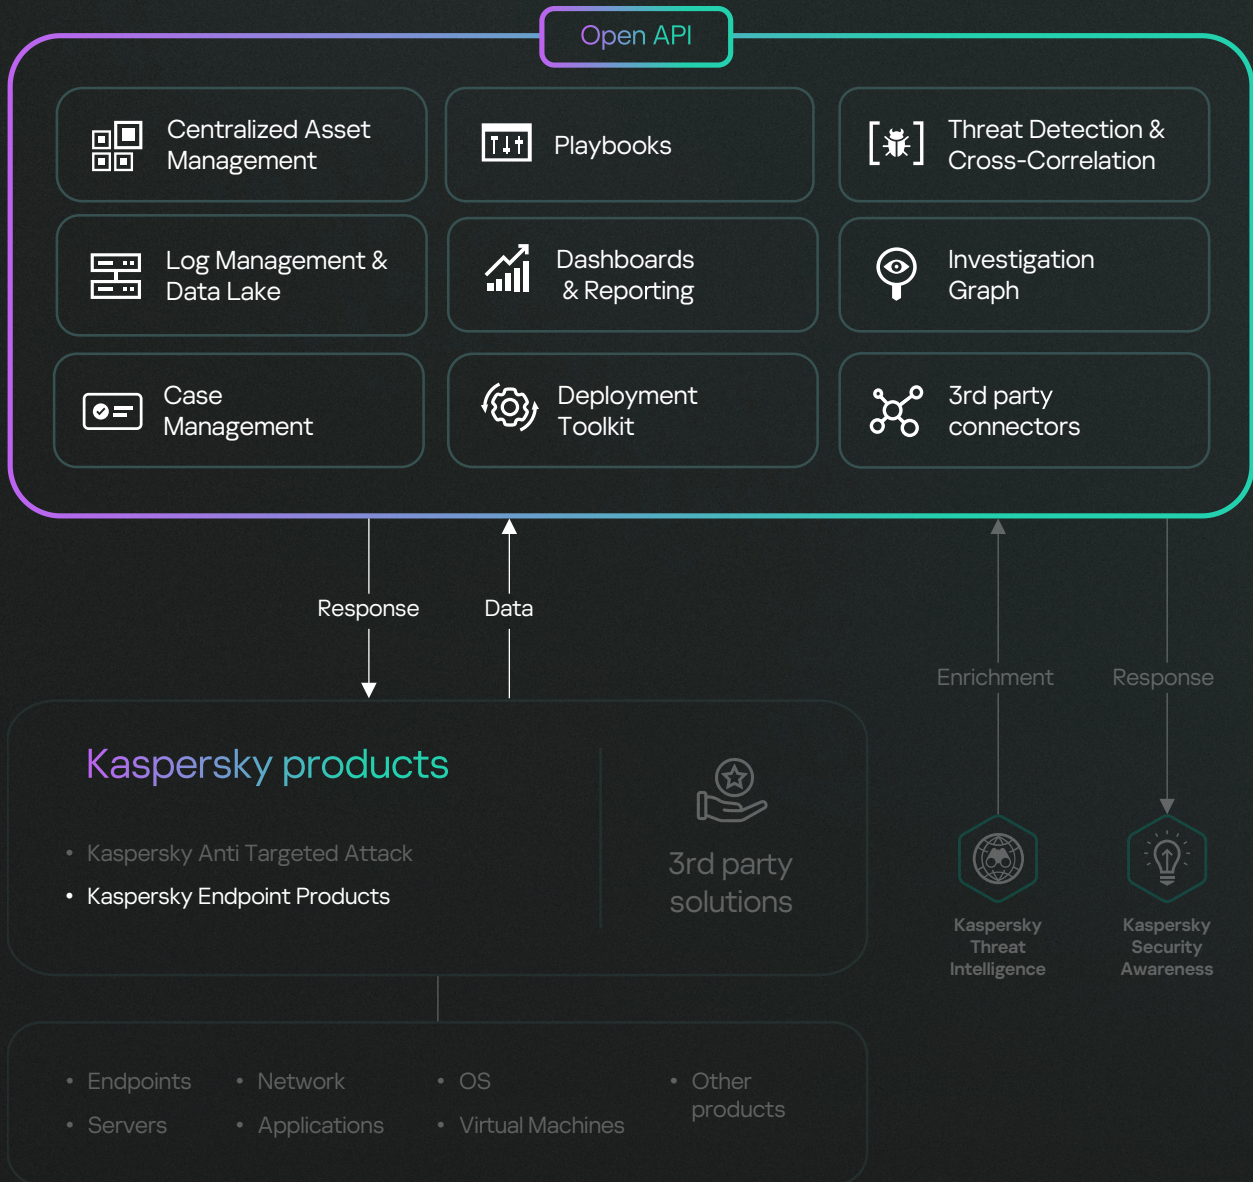 Open API
Centralized Asset
Management
Playbooks
Threat Detection &
Cross-Correlation
Log Management &
Data Lake
Dashboards
& Reporting
Investigation
Graph
Case
Management
Deployment
Toolkit
3rd party
connectors
Response
Data
Enrichment
Response
Kaspersky products
• Kaspersky Anti Targeted Attack
• Kaspersky Endpoint Products
3rd party
solutions
Kaspersky
Threat
Intelligence
Kaspersky
Security
Awareness
• Endpoints
• Servers
• Network
• Applications
• OS
• Virtual Machines
• Other
products